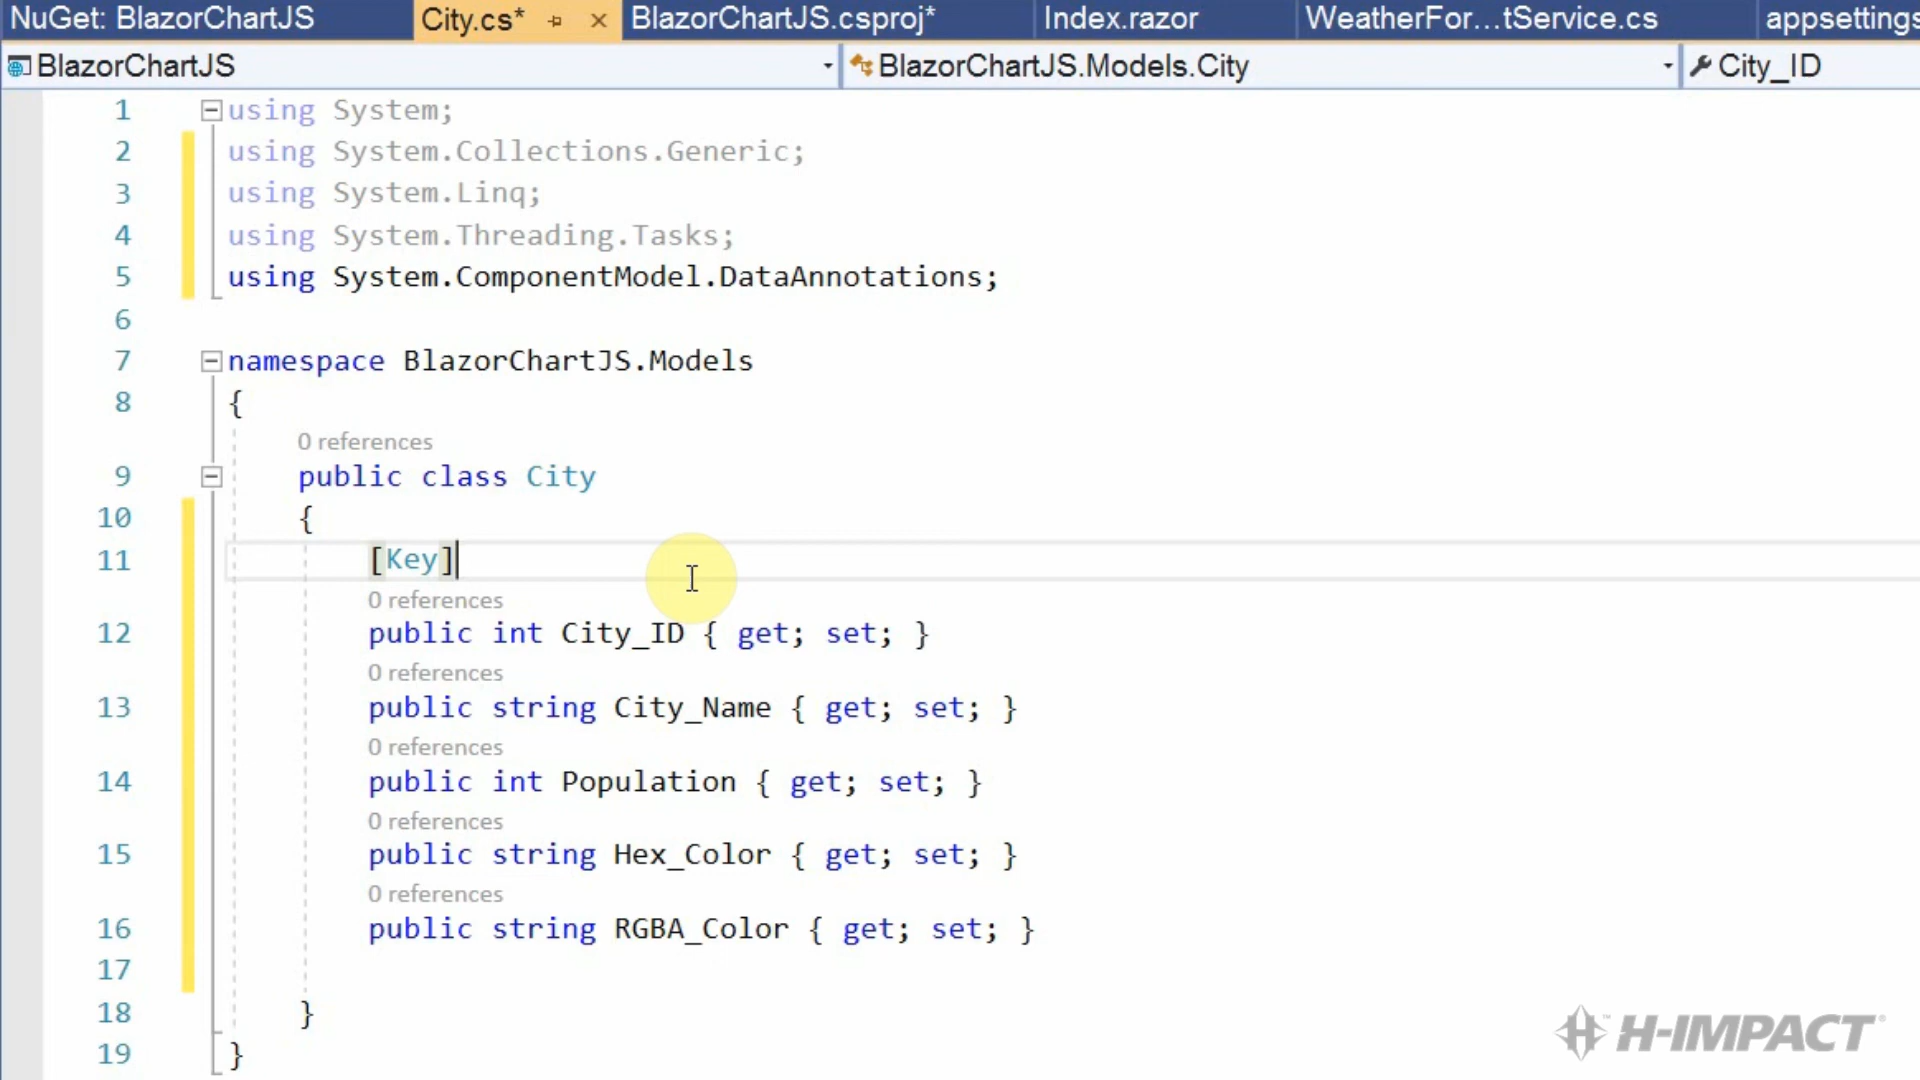 NuGet: BlazorChartJS City.cs* BlazorChartJS.csproj* Index.razor WeatherFor...tService.cs appsettings
BlazorChartJS BlazorChartJS.Models.City City_ID
1 using System;
2 using System.Collections.Generic;
3 using System.Linq;
4 using System.Threading.Tasks;
5 using System.ComponentModel.DataAnnotations;
6
7 namespace BlazorChartJS.Models
8 {
0 references
9 public class City
10 {
11 [Key]
0 references
12 public int City_ID { get; set; }
0 references
13 public string City_Name { get; set; }
0 references
14 public int Population { get; set; }
0 references
15 public string Hex_Color { get; set; }
0 references
16 public string RGBA_Color { get; set; }
17
18 }
19 }
H-IMPACT